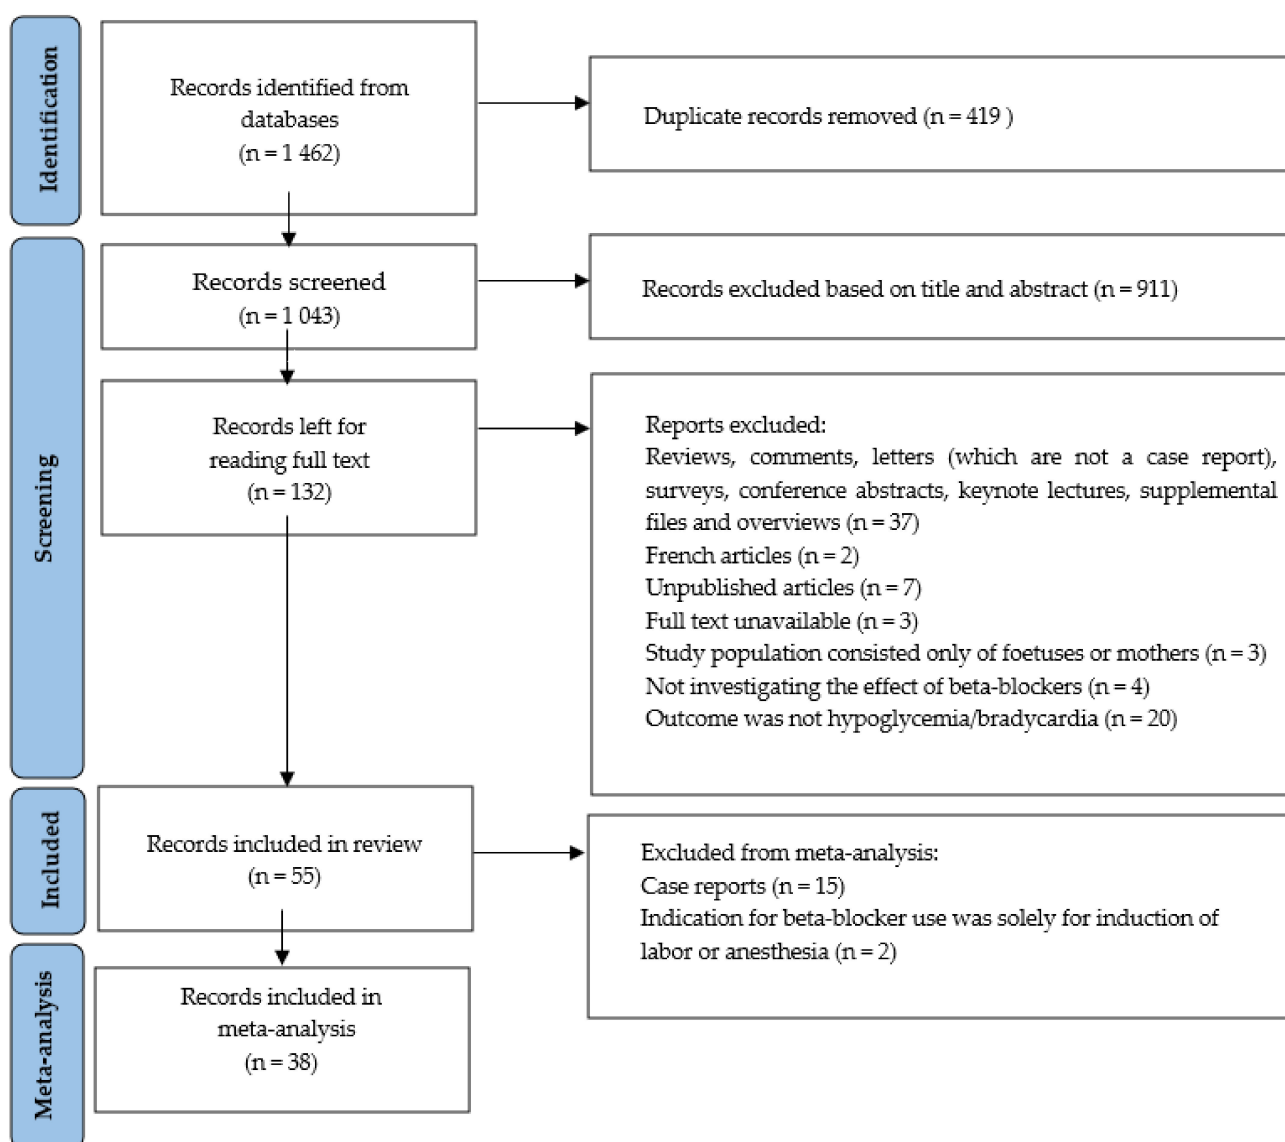 Identification
Records identified from
databases
(n = 1 462)
Duplicate records removed (n = 419 )
Screening
Records screened
(n = 1 043)
Records excluded based on title and abstract (n = 911)
Records left for
reading full text
(n = 132)
Reports excluded:
Reviews, comments, letters (which are not a case report),
surveys, conference abstracts, keynote lectures, supplemental
files and overviews (n = 37)
French articles (n = 2)
Unpublished articles (n = 7)
Full text unavailable (n = 3)
Study population consisted only of foetuses or mothers (n = 3)
Not investigating the effect of beta-blockers (n = 4)
Outcome was not hypoglycemia/bradycardia (n = 20)
Included
Records included in review
(n = 55)
Excluded from meta-analysis:
Case reports (n = 15)
Indication for beta-blocker use was solely for induction of
labor or anesthesia (n = 2)
Meta-analysis
Records included in
meta-analysis
(n = 38)